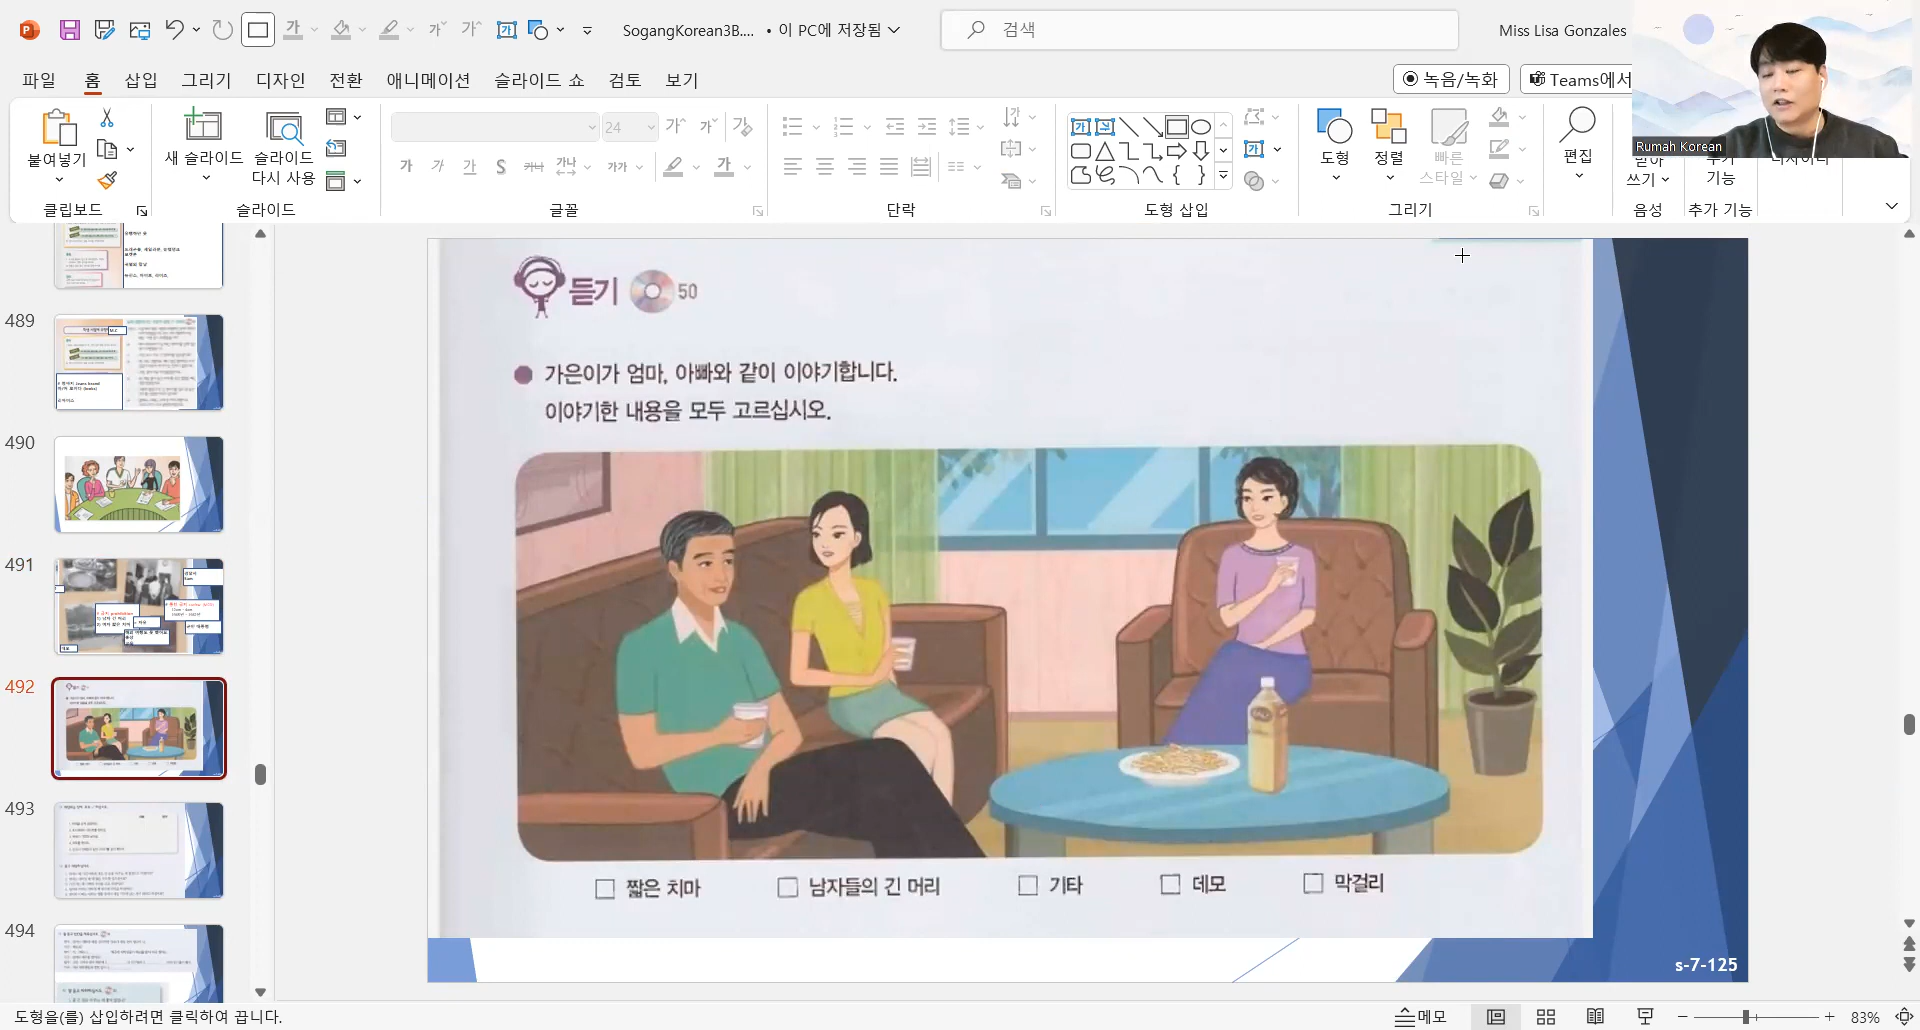 SogangKorean3B.... • 이 PC에 저장됨
검색
Miss Lisa Gonzales
파일 홈 삽입 그리기 디자인 전환 애니메이션 슬라이드 쇼 검토 보기
녹음/녹화
Teams에서
Rumah Korean
붙여넣기
새 슬라이드
슬라이드 다시 사용
24
도형
정렬
빠른 스타일
편집
쓰기
기능
클립보드
슬라이드
글꼴
단락
도형 삽입
그리기
음성
추가 기능
489
490
491
492
493
494
듣기 50
가은이가 엄마, 아빠와 같이 이야기합니다.
이야기한 내용을 모두 고르십시오.
짧은 치마
남자들의 긴 머리
기타
데모
막걸리
s-7-125
도형을(를) 삽입하려면 클릭하여 끕니다.
메모
83%